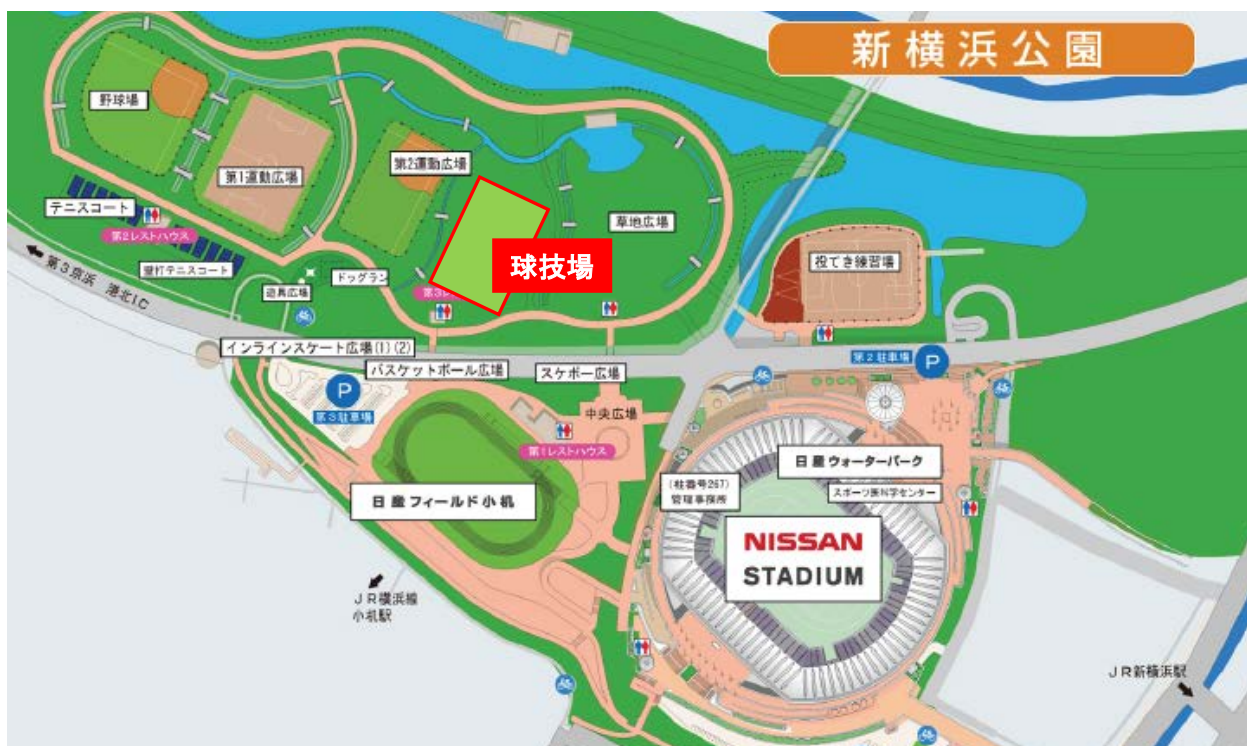 新横浜公園
野球場
第2運動広場
第1運動広場
テニスコート
第2レストハウス
壁打テニスコート
草地広場
投てき練習場
球技場
ドッグラン
第3レ
遊具広場
第3京浜 港北IC
インラインスケート広場(1)(2)
バスケットボール広場
スケボー広場
第2駐車場
P
P
第3駐車場
中央広場
第1レストハウス
日産フィールド小机
日産ウォーターパーク
スポーツ医科学センター
(柱番号267)
管理事務所
NISSAN
STADIUM
JR横浜線
小机駅
JR新横浜駅